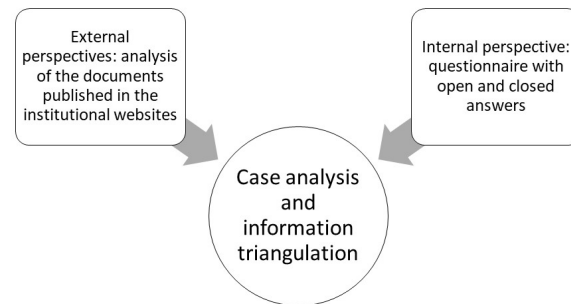 External
perspectives: analysis
of the documents
published in the
institutional websites
Internal perspective:
questionnaire with
open and closed
answers
Case analysis
and
information
triangulation